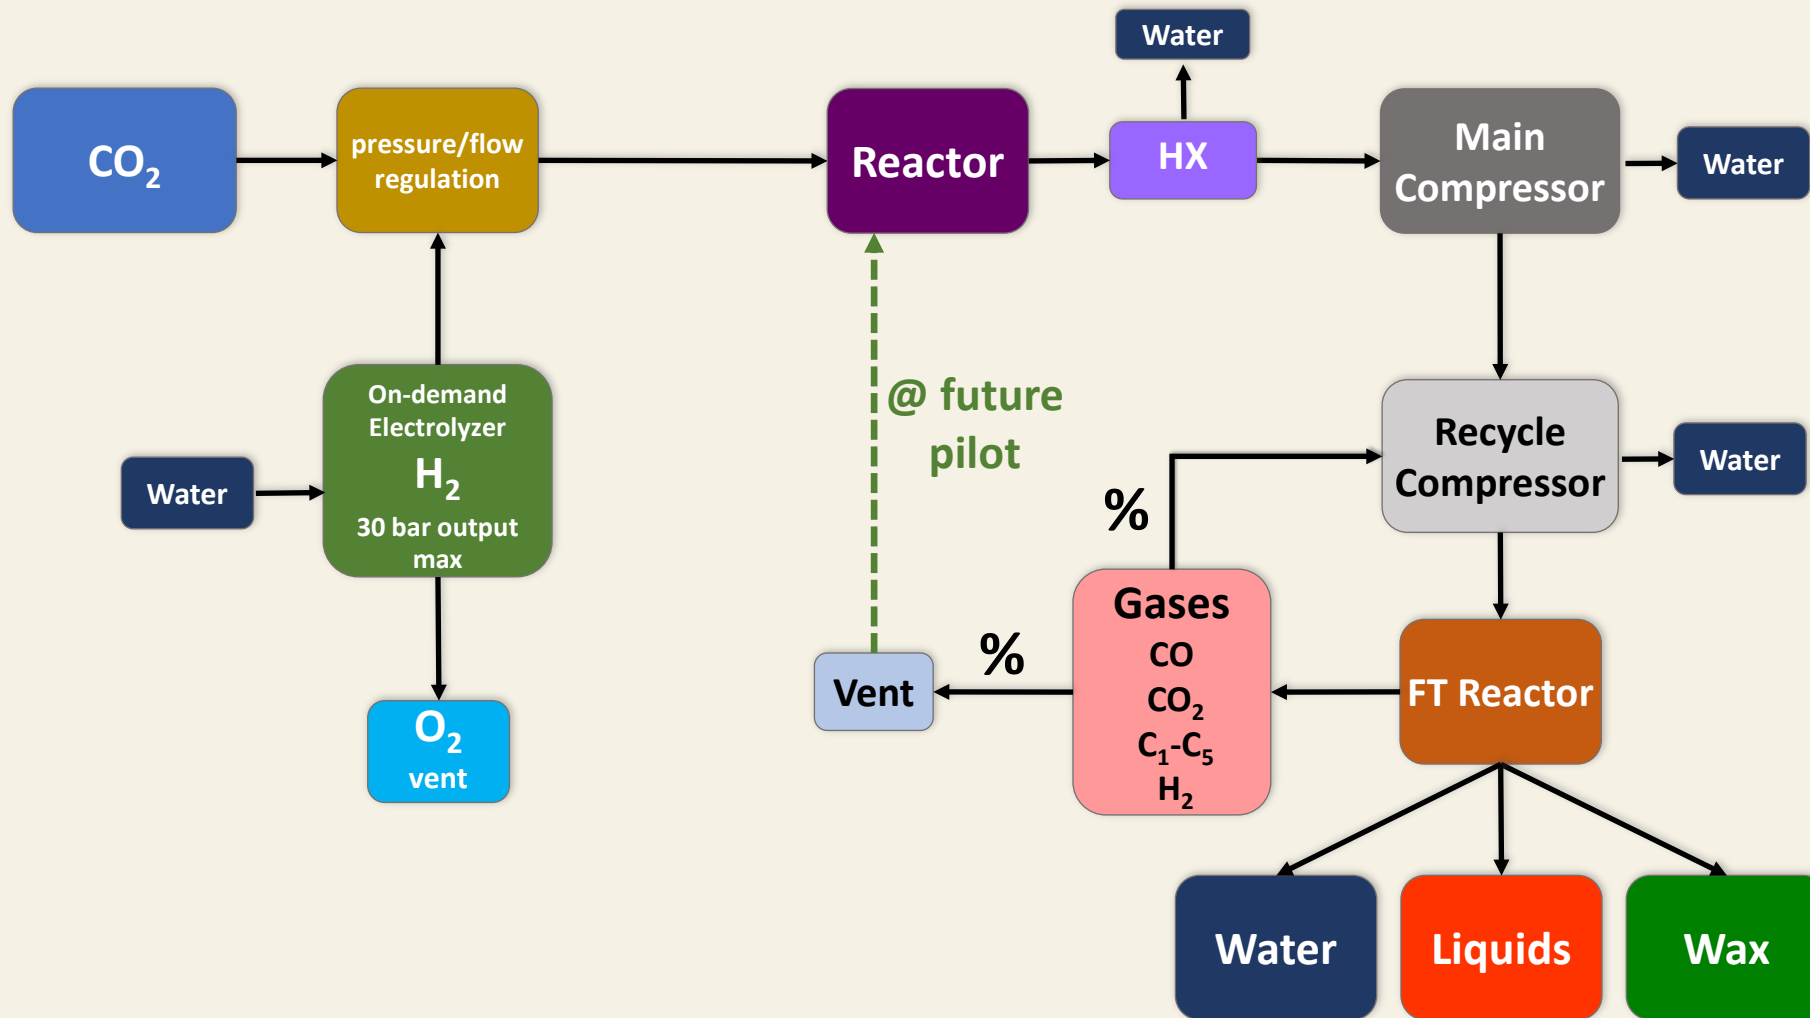 Water
CO₂
pressure/flow
regulation
Reactor
HX
Main
Compressor
Water
On-demand
Electrolyzer
H₂
30 bar output
max
Water
@ future
pilot
Recycle
Compressor
Water
%
%
Gases
CO
CO₂
C₁-C₅
H₂
Vent
FT Reactor
O₂
vent
Water
Liquids
Wax